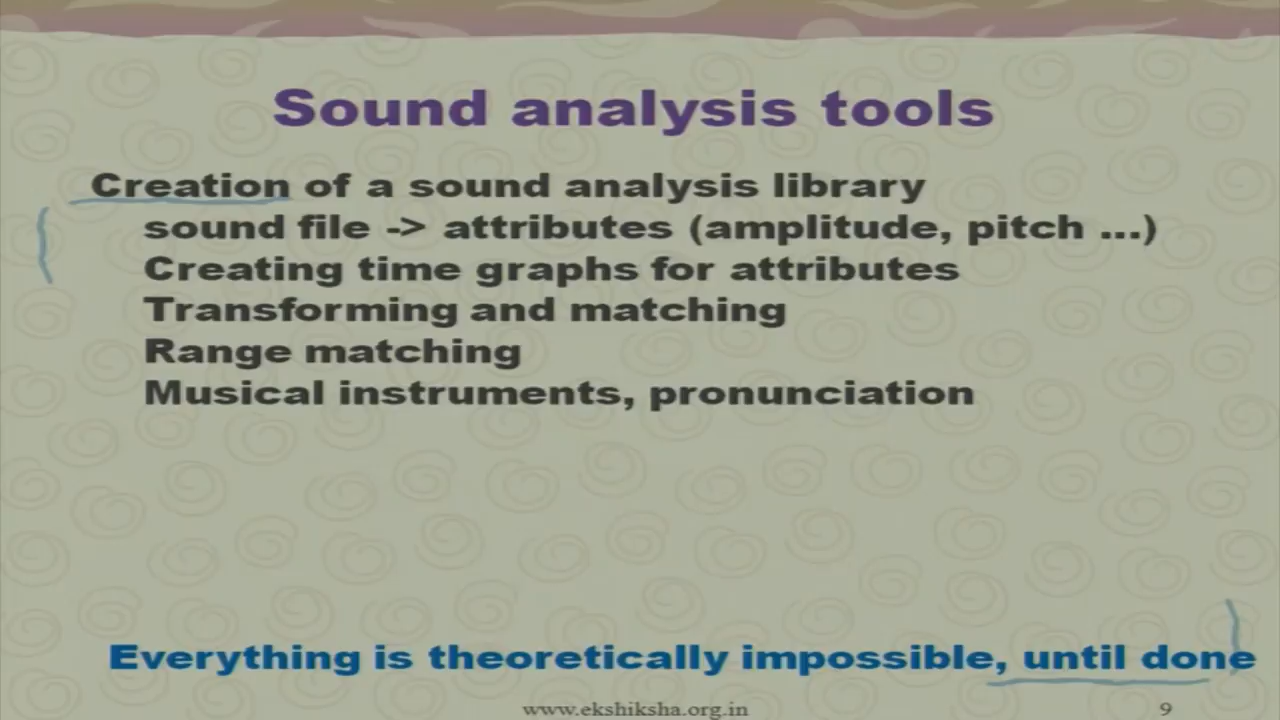 Sound analysis tools
Creation of a sound analysis library
sound file -> attributes (amplitude, pitch ...)
Creating time graphs for attributes
Transforming and matching
Range matching
Musical instruments, pronunciation
Everything is theoretically impossible, until done
www.ekshiksha.org.in
9